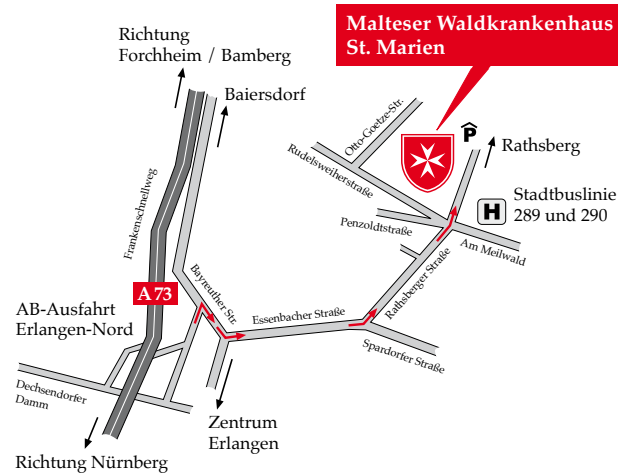 Malteser Waldkrankenhaus
St. Marien
Richtung
Forchheim / Bamberg
Baiersdorf
Otto-Goetze-Str.
Rudelsweiherstraße
P
Rathsberg
H
Stadtbuslinie
289 und 290
Penzoldtstraße
Am Meilwald
Frankenschnellweg
Bayreuther Str.
Rathsberger Straße
A 73
AB-Ausfahrt
Erlangen-Nord
Essenbacher Straße
Spardorfer Straße
Dechsendorfer
Damm
Zentrum
Erlangen
Richtung Nürnberg